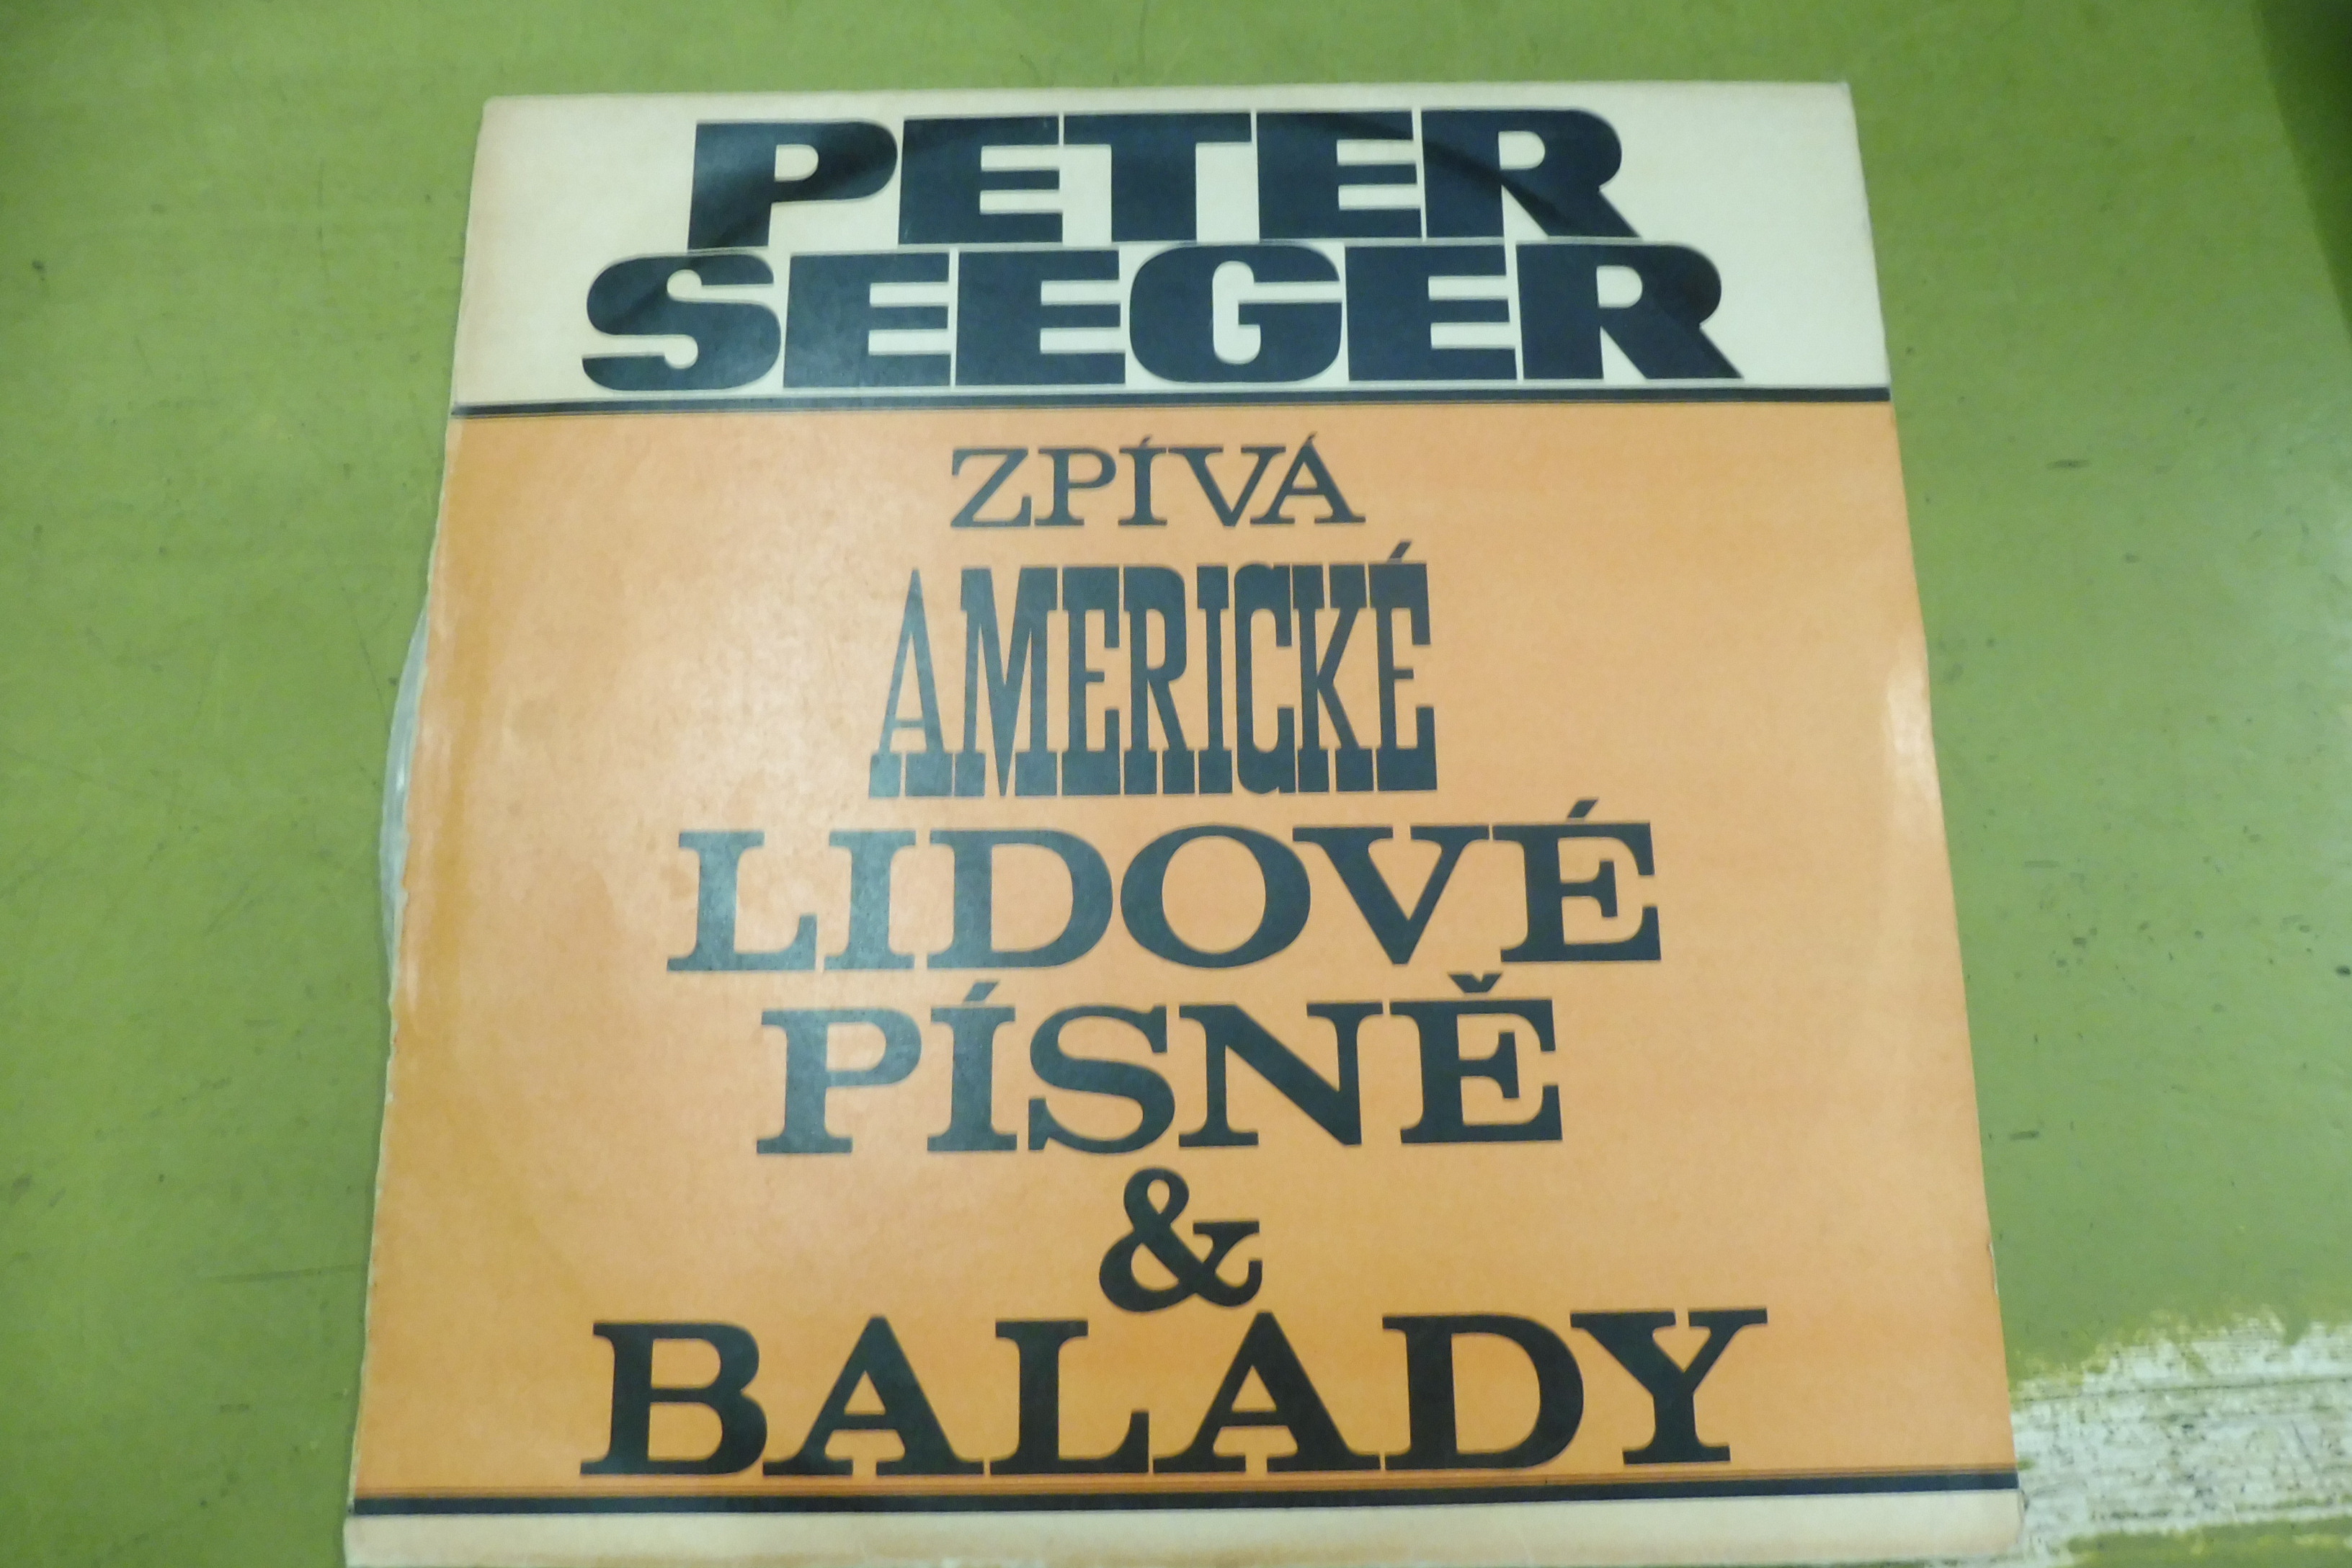 PETER
SEEGER
ZPÍVÁ
AMERICKÉ
LIDOVÉ
PÍSNĚ
&
BALADY